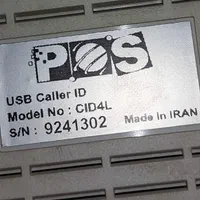 POS
USB Caller ID
Model No : CID4L
S/N : 9241302 Made in IRAN